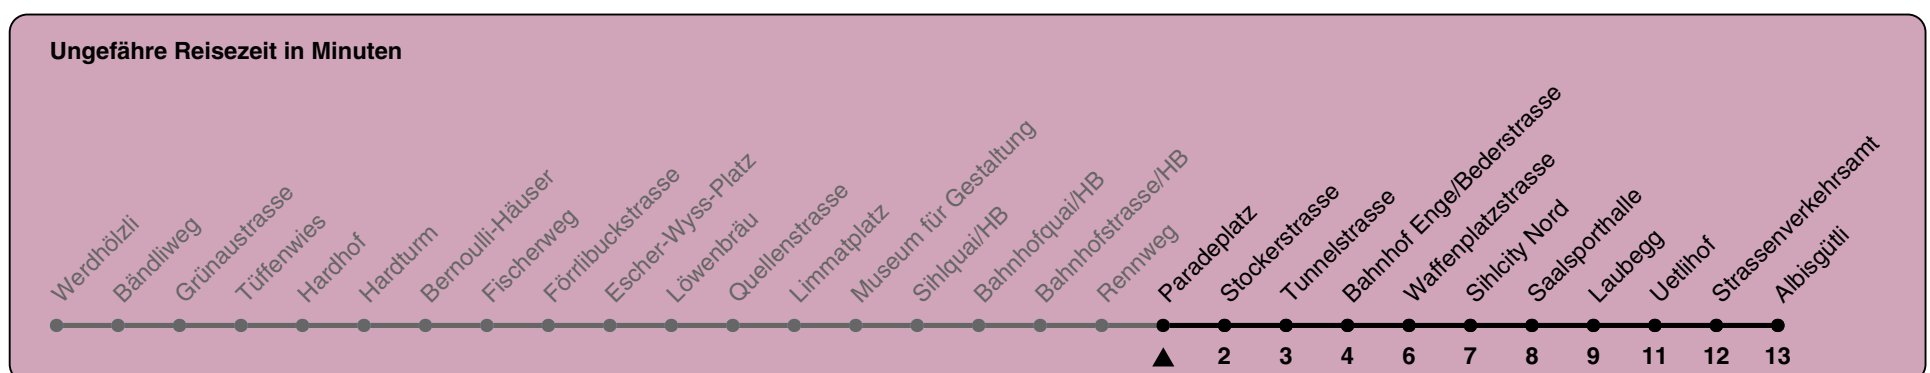 Ungefähre Reisezeit in Minuten
Werdhölzli
Bändliweg
Grünaustrasse
Tüffenwies
Hardhof
Hardturm
Bernoulli-Häuser
Fischerweg
Förrlibuckstrasse
Escher-Wyss-Platz
Löwenbräu
Quellenstrasse
Limmatplatz
Museum für Gestaltung
Sihlquai/HB
Bahnhofquai/HB
Bahnhofstrasse/HB
Rennweg
Paradeplatz
Stockerstrasse
Tunnelstrasse
Bahnhof Enge/Bederstrasse
Waffenplatzstrasse
Sihlcity Nord
Saalsporthalle
Laubegg
Uetlihof
Strassenverkehrsamt
Albisgütli
2 3 4 6 7 8 9 11 12 13